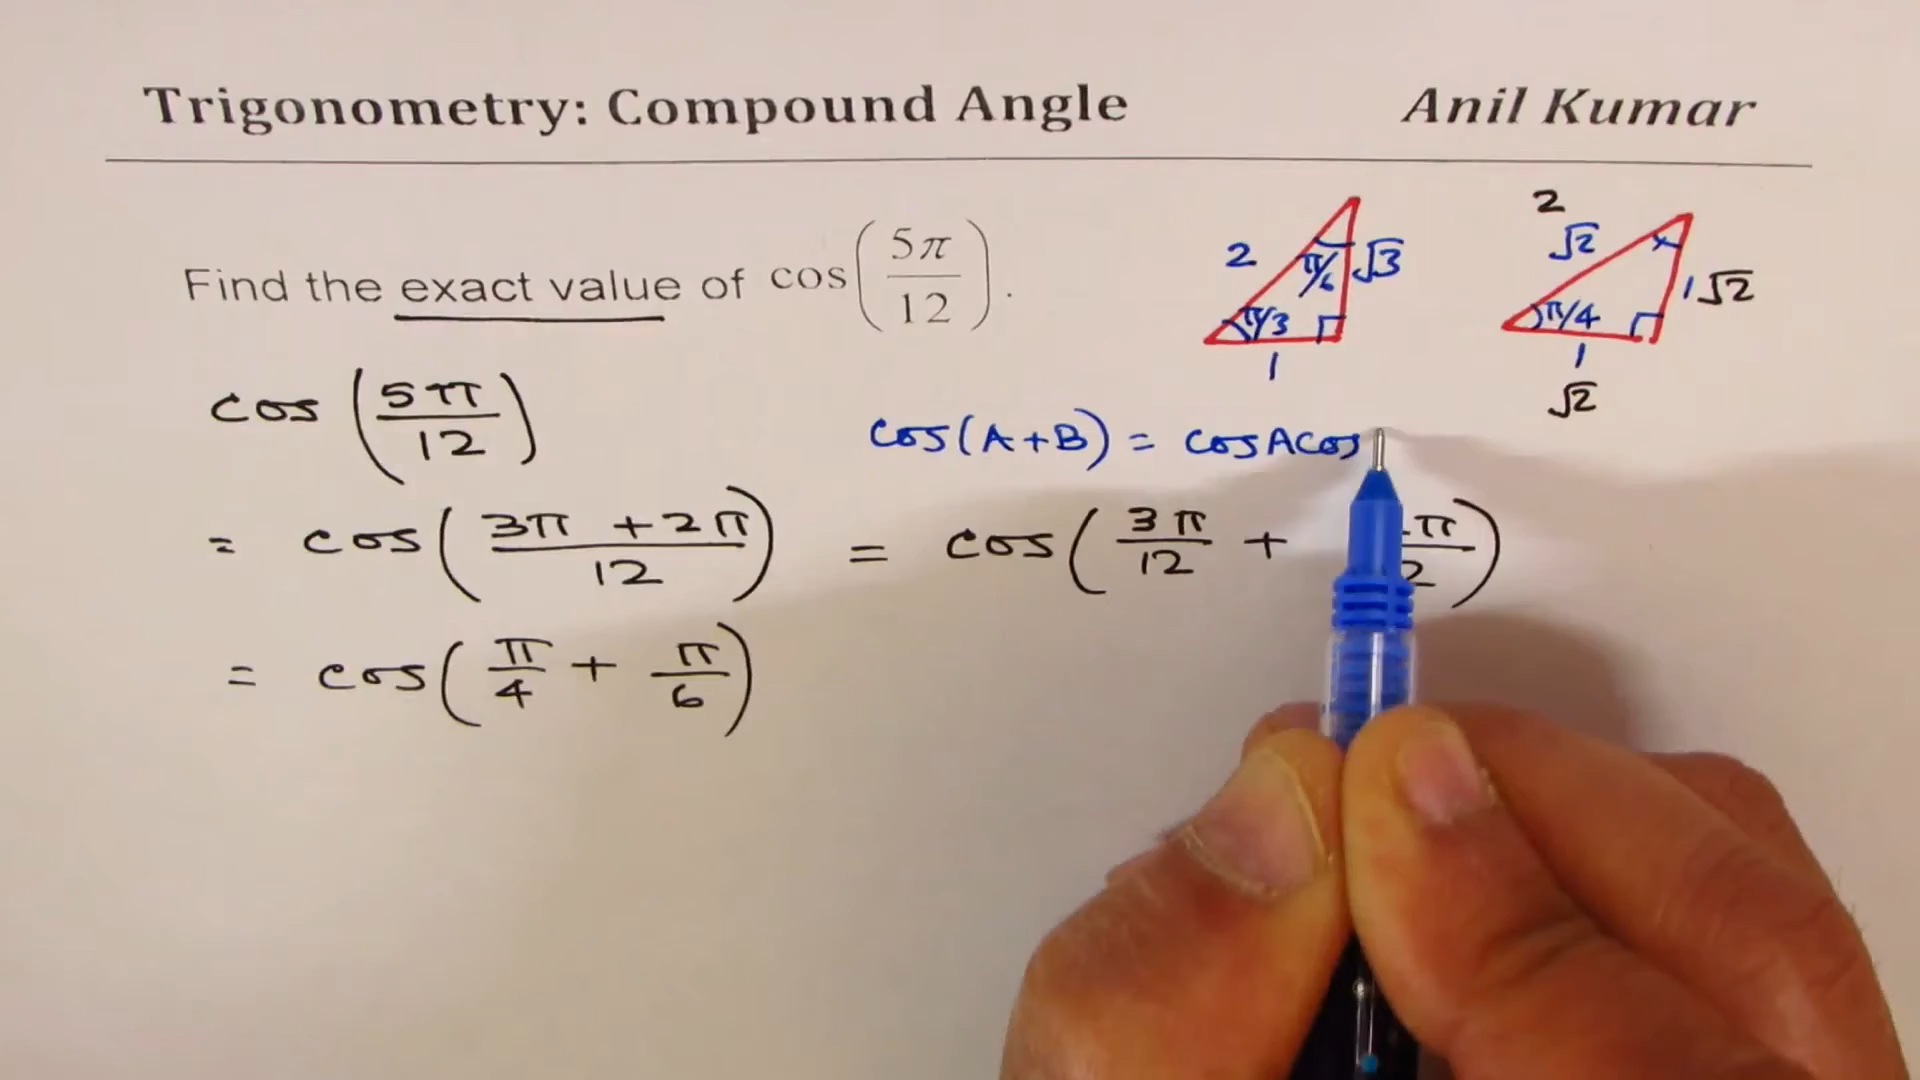 Trigonometry: Compound Angle Anil Kumar
Find the exact value of cos(5π/12).
2 π/6 √3 π/3 1
2 √2 1 √2 π/4 1 √2
cos(5π/12)
cos(A+B) = cosAcos
= cos((3π+2π)/12) = cos(3π/12 +
= cos(π/4 + π/6)